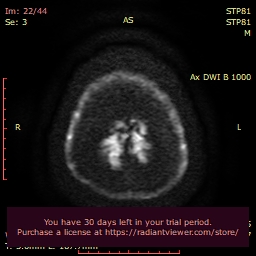 Im: 22/44
Se: 3
AS
STP81
STP81
M
Ax DWI B 1000
R
L
You have 30 days left in your trial period.
Purchase a license at https://radiantviewer.com/store/